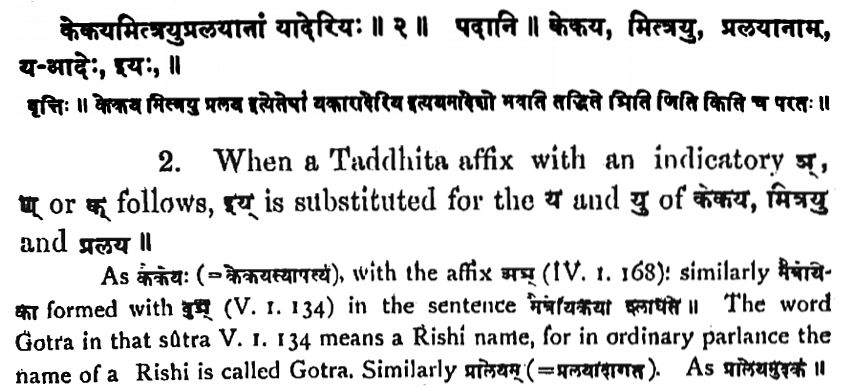 केकयमित्रयुप्रलयानां यादेरियः ॥ २ ॥ पदानि ॥ केकय, मित्रयु, प्रलयानाम्,
य-आदेः, इयः, ॥
वृत्तिः ॥ केकय मित्रयु प्रलय इत्येतेषां यकारादेरिय इत्ययमादेशो भवति तद्धिते ञिति णिति किति च परतः ॥
2. When a Taddhita affix with an indicatory ञ्,
ण् or क् follows, इय् is substituted for the य and यु of केकय, मित्रयु
and प्रलय ॥
As कैकेयः (=केकयस्यापत्यं), with the affix अञ् (IV. 1. 168): similarly मैत्रेयि-
का formed with वुञ् (V. 1. 134) in the sentence मैत्रेयिकया श्लाघते ॥ The word
Gotra in that sûtra V. 1. 134 means a Rishi name, for in ordinary parlance the
name of a Rishi is called Gotra. Similarly प्रालेयम् (=प्रलयादागत). As प्रालेयमुदकं ॥